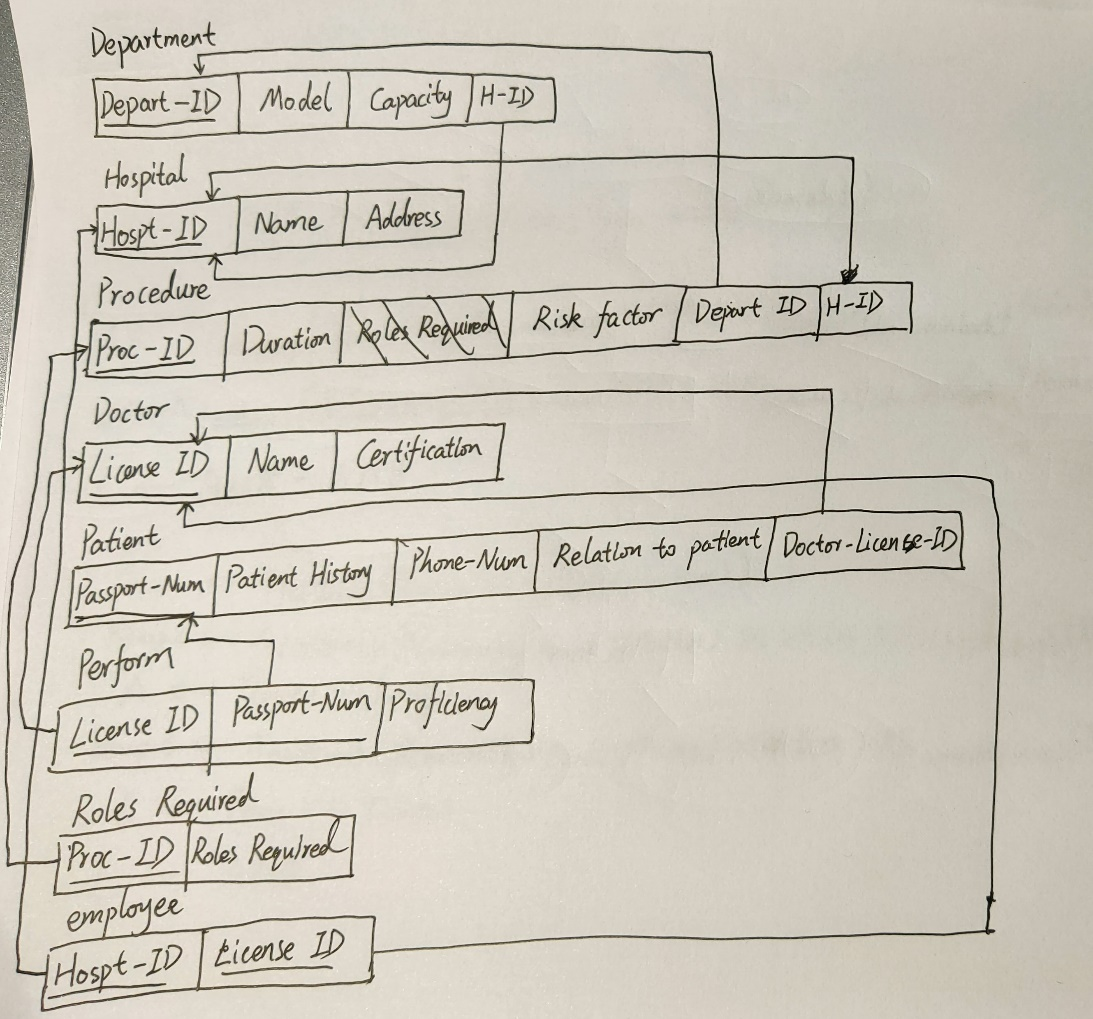 Department
Depart-ID Model Capacity H-ID
Hospital
Hospt-ID Name Address
Procedure
Proc-ID Duration Roles Required Risk factor Depart ID H-ID
Doctor
License ID Name Certification
Patient
Passport-Num Patient History Phone-Num Relation to patient Doctor-License-ID
Perform
License ID Passport-Num Proficiency
Roles Required
Proc-ID Roles Required
employee
Hospt-ID License ID